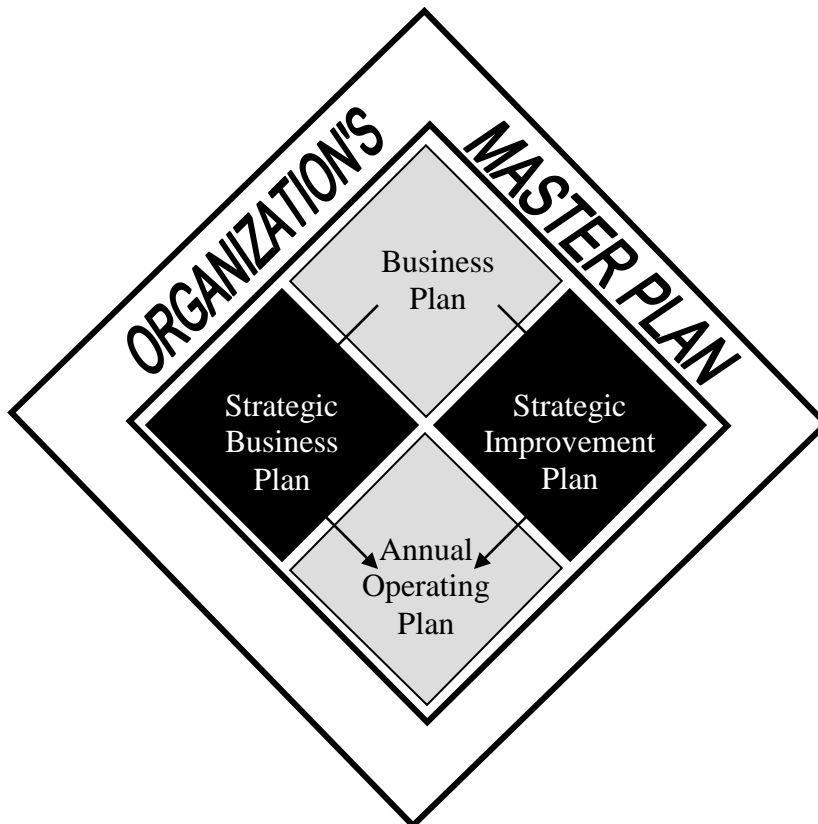 ORGANIZATION'S
MASTER PLAN
Business
Plan
Strategic
Business
Plan
Strategic
Improvement
Plan
Annual
Operating
Plan